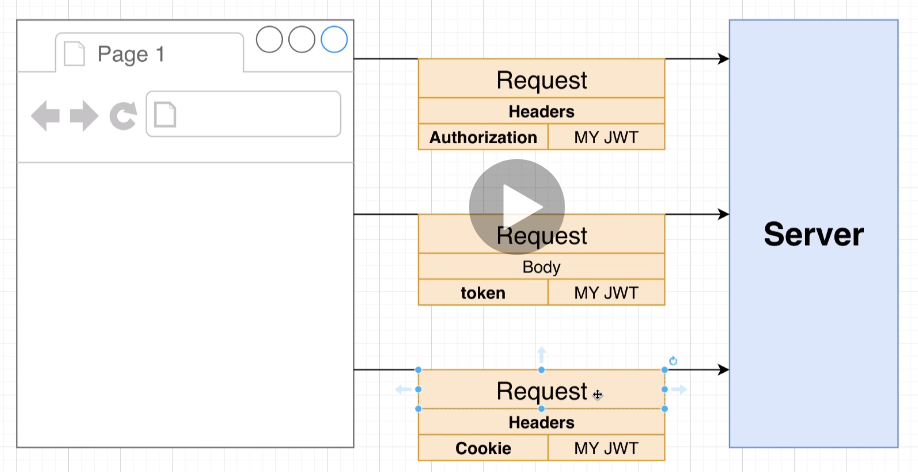 Page 1
Request
Headers
Authorization MY JWT
Request
Body
token MY JWT
Request
Headers
Cookie MY JWT
Server